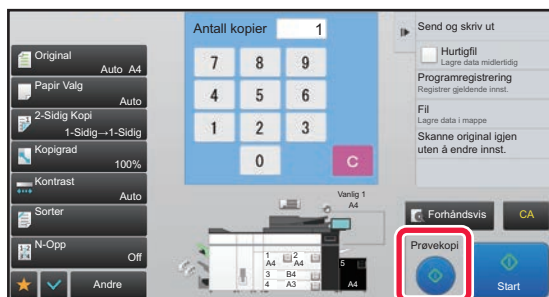 Original
Auto A4
Papir Valg
Auto
2-Sidig Kopi
1-Sidig→1-Sidig
Kopigrad
100%
Kontrast
Auto
Sorter
N-Opp
Off
Andre
Antall kopier 1
7 8 9
4 5 6
1 2 3
0 C
Vanlig 1
A4
1 A4 2 A4
3 B4
4 A3
5 A4
Send og skriv ut
Hurtigfil
Lagre data midlertidig
Programregistrering
Registrer gjeldende innst.
Fil
Lagre data i mappe
Skanne original igjen
uten å endre innst.
Forhåndsvis CA
Prøvekopi
Start